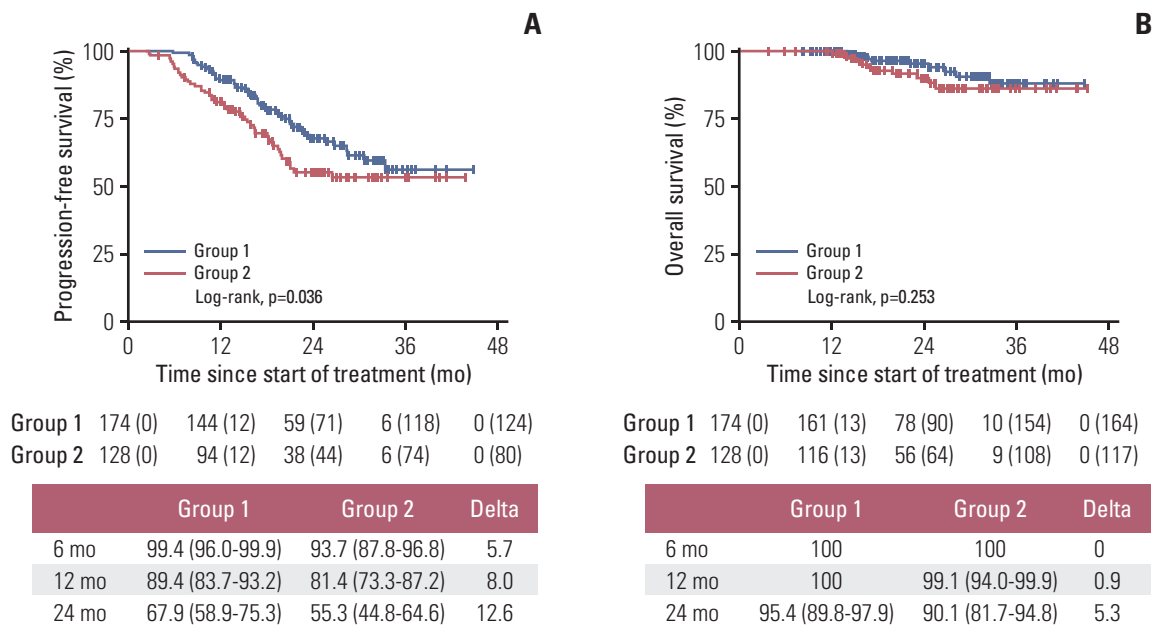 A
Progression-free survival (%)
100
75
50
25
0
Group 1
Group 2
Log-rank, p=0.036
0 12 24 36 48
Time since start of treatment (mo)
Group 1 174 (0) 144 (12) 59 (71) 6 (118) 0 (124)
Group 2 128 (0) 94 (12) 38 (44) 6 (74) 0 (80)
Group 1 Group 2 Delta
6 mo 99.4 (96.0-99.9) 93.7 (87.8-96.8) 5.7
12 mo 89.4 (83.7-93.2) 81.4 (73.3-87.2) 8.0
24 mo 67.9 (58.9-75.3) 55.3 (44.8-64.6) 12.6
B
Overall survival (%)
100
75
50
25
0
Group 1
Group 2
Log-rank, p=0.253
0 12 24 36 48
Time since start of treatment (mo)
Group 1 174 (0) 161 (13) 78 (90) 10 (154) 0 (164)
Group 2 128 (0) 116 (13) 56 (64) 9 (108) 0 (117)
Group 1 Group 2 Delta
6 mo 100 100 0
12 mo 100 99.1 (94.0-99.9) 0.9
24 mo 95.4 (89.8-97.9) 90.1 (81.7-94.8) 5.3